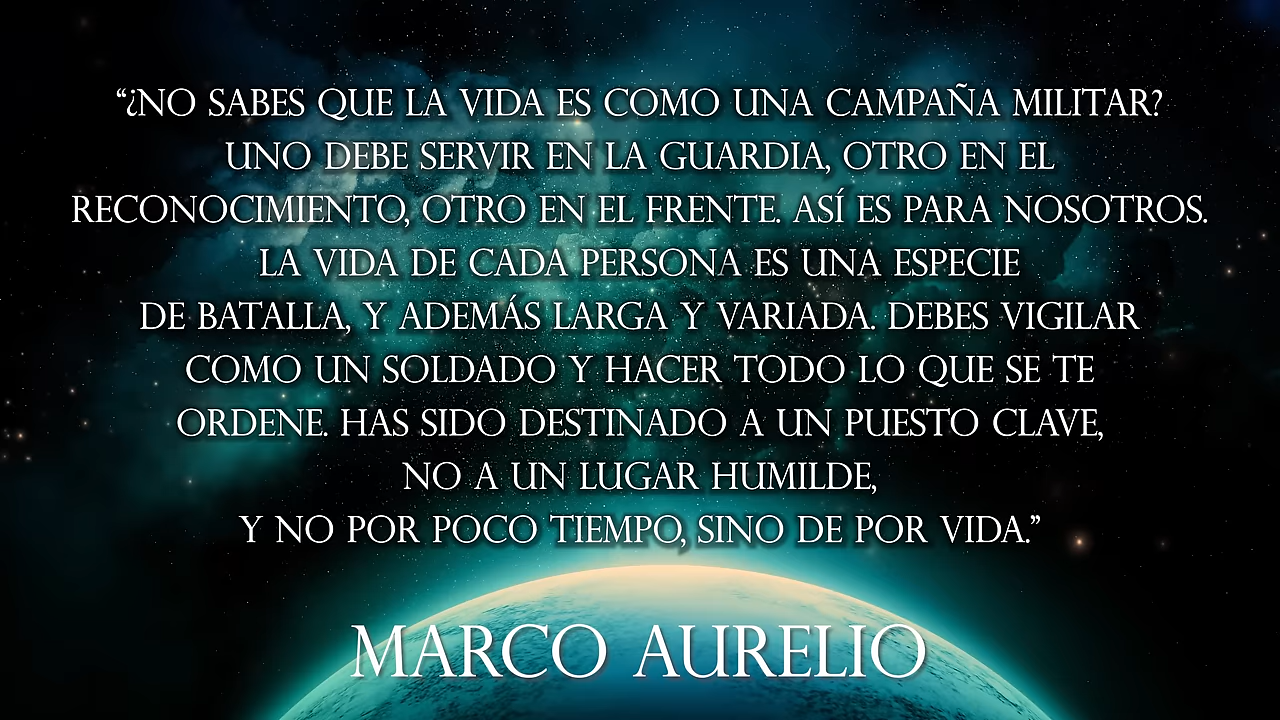 “¿NO SABES QUE LA VIDA ES COMO UNA CAMPAÑA MILITAR?
UNO DEBE SERVIR EN LA GUARDIA, OTRO EN EL
RECONOCIMIENTO, OTRO EN EL FRENTE. ASÍ ES PARA NOSOTROS.
LA VIDA DE CADA PERSONA ES UNA ESPECIE
DE BATALLA, Y ADEMÁS LARGA Y VARIADA. DEBES VIGILAR
COMO UN SOLDADO Y HACER TODO LO QUE SE TE
ORDENE. HAS SIDO DESTINADO A UN PUESTO CLAVE,
NO A UN LUGAR HUMILDE,
Y NO POR POCO TIEMPO, SINO DE POR VIDA.”
MARCO AURELIO